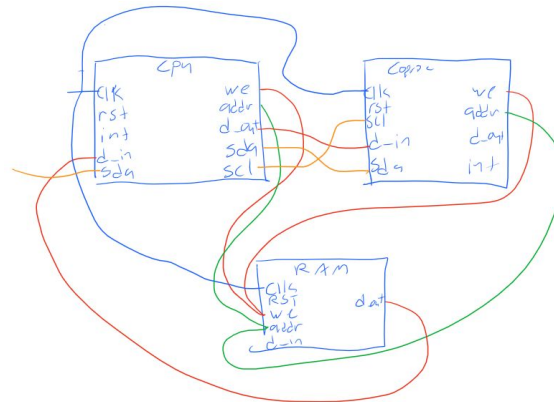 cpu
clk
rst
int
d_in
sda
we
addr
d_out
sda
scl
Coproc
clk
rst
scl
d_in
sda
we
addr
d_out
int
RAM
Clk
RST
we
addr
d_in
dat